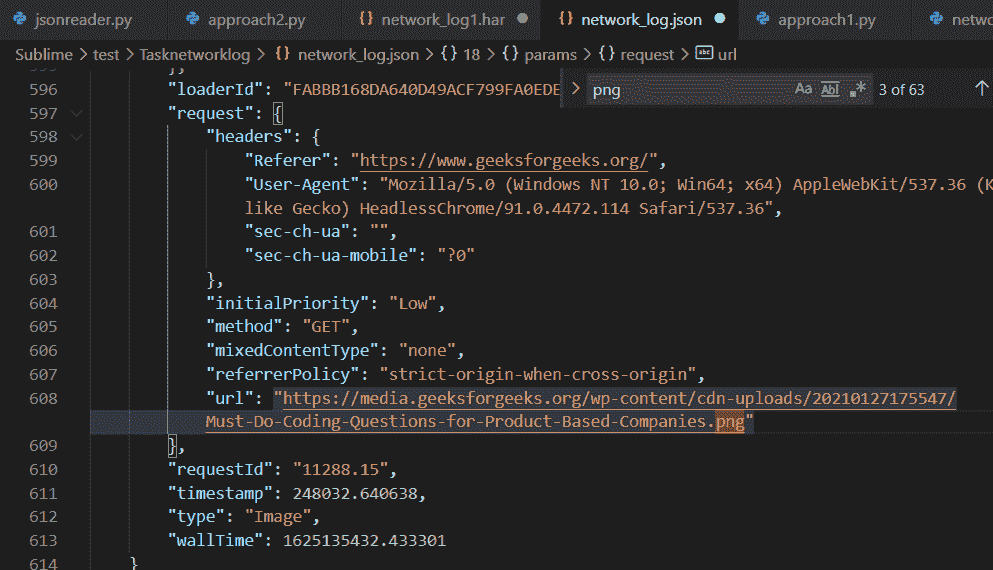 jsonreader.py approach2.py {} network_log1.har ● {} network_log.json ● approach1.py netwo
Sublime > test > Tasknetworklog > {} network_log.json > {} 18 > {} params > {} request > abc url
596 "loaderId": "FABBB168DA640D49ACF799FA0EDE
> png Aa Abl .* 3 of 63 ↑
597 "request": {
598 "headers": {
599 "Referer": "https://www.geeksforgeeks.org/",
600 "User-Agent": "Mozilla/5.0 (Windows NT 10.0; Win64; x64) AppleWebKit/537.36 (K
like Gecko) HeadlessChrome/91.0.4472.114 Safari/537.36",
601 "sec-ch-ua": "",
602 "sec-ch-ua-mobile": "?0"
603 },
604 "initialPriority": "Low",
605 "method": "GET",
606 "mixedContentType": "none",
607 "referrerPolicy": "strict-origin-when-cross-origin",
608 "url": "https://media.geeksforgeeks.org/wp-content/cdn-uploads/20210127175547/
Must-Do-Coding-Questions-for-Product-Based-Companies.png"
609 },
610 "requestId": "11288.15",
611 "timestamp": 248032.640638,
612 "type": "Image",
613 "wallTime": 1625135432.433301
614 }